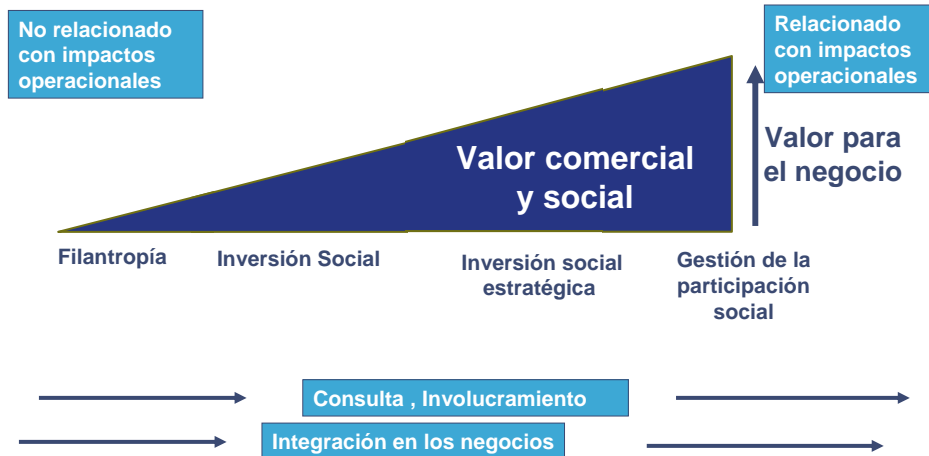 No relacionado
con impactos
operacionales
Relacionado
con impactos
operacionales
Valor comercial
y social
Valor para
el negocio
Filantropía
Inversión Social
Inversión social
estratégica
Gestión de la
participación
social
Consulta , Involucramiento
Integración en los negocios